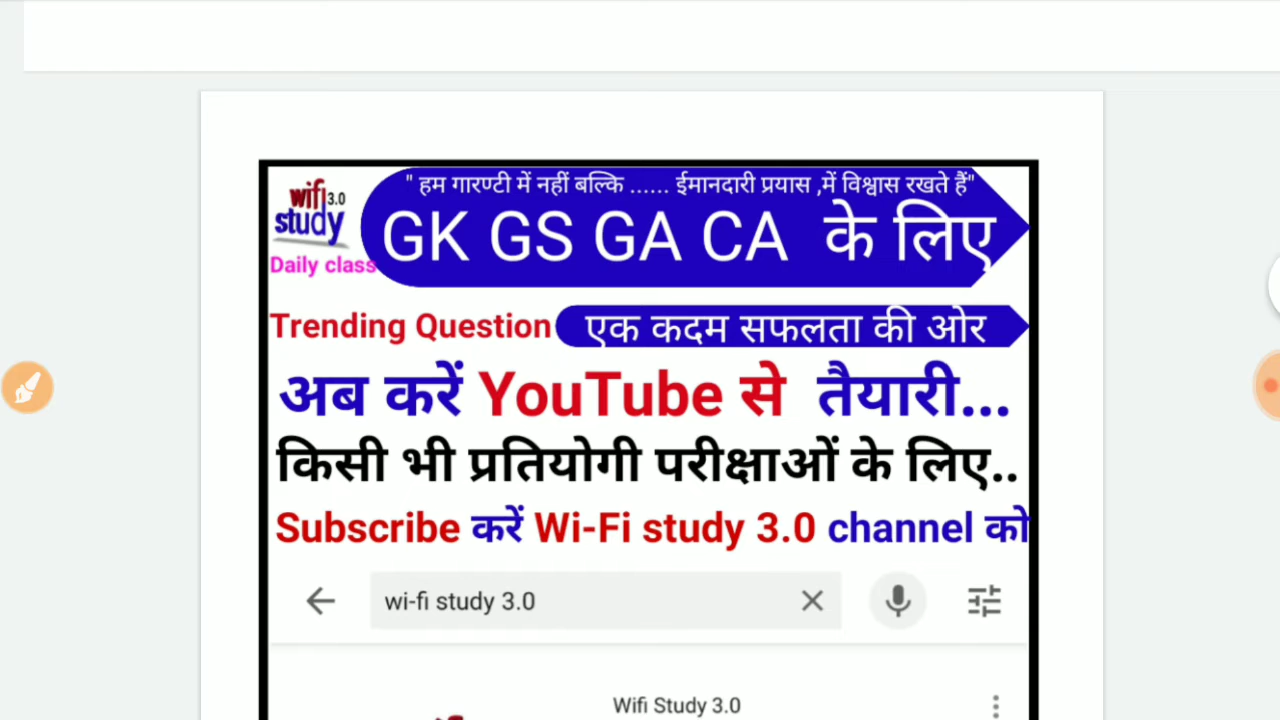 wifi 3.0
study
Daily class
" हम गारण्टी में नहीं बल्कि ...... ईमानदारी प्रयास ,में विश्वास रखते हैं"
GK GS GA CA के लिए
Trending Question एक कदम सफलता की ओर
अब करें YouTube से तैयारी...
किसी भी प्रतियोगी परीक्षाओं के लिए..
Subscribe करें Wi-Fi study 3.0 channel को
wi-fi study 3.0
Wifi Study 3.0